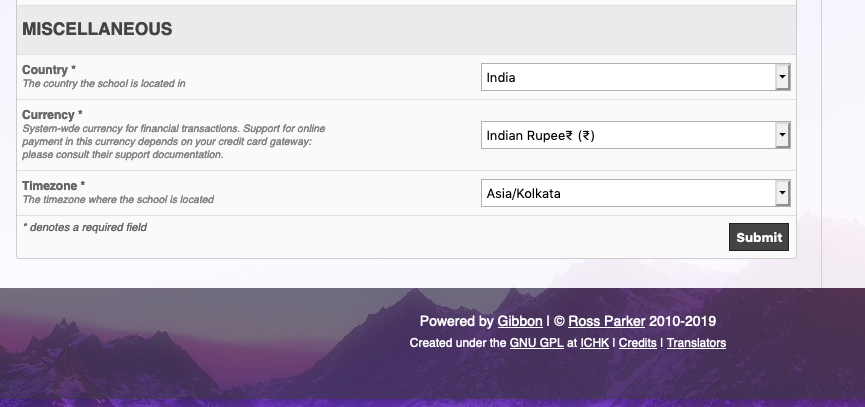 MISCELLANEOUS
Country *
The country the school is located in
India
Currency *
System-wde currency for financial transactions. Support for online
payment in this currency depends on your credit card gateway:
please consult their support documentation.
Indian Rupee₹ (₹)
Timezone *
The timezone where the school is located
Asia/Kolkata
* denotes a required field
Submit
Powered by Gibbon | © Ross Parker 2010-2019
Created under the GNU GPL at ICHK | Credits | Translators